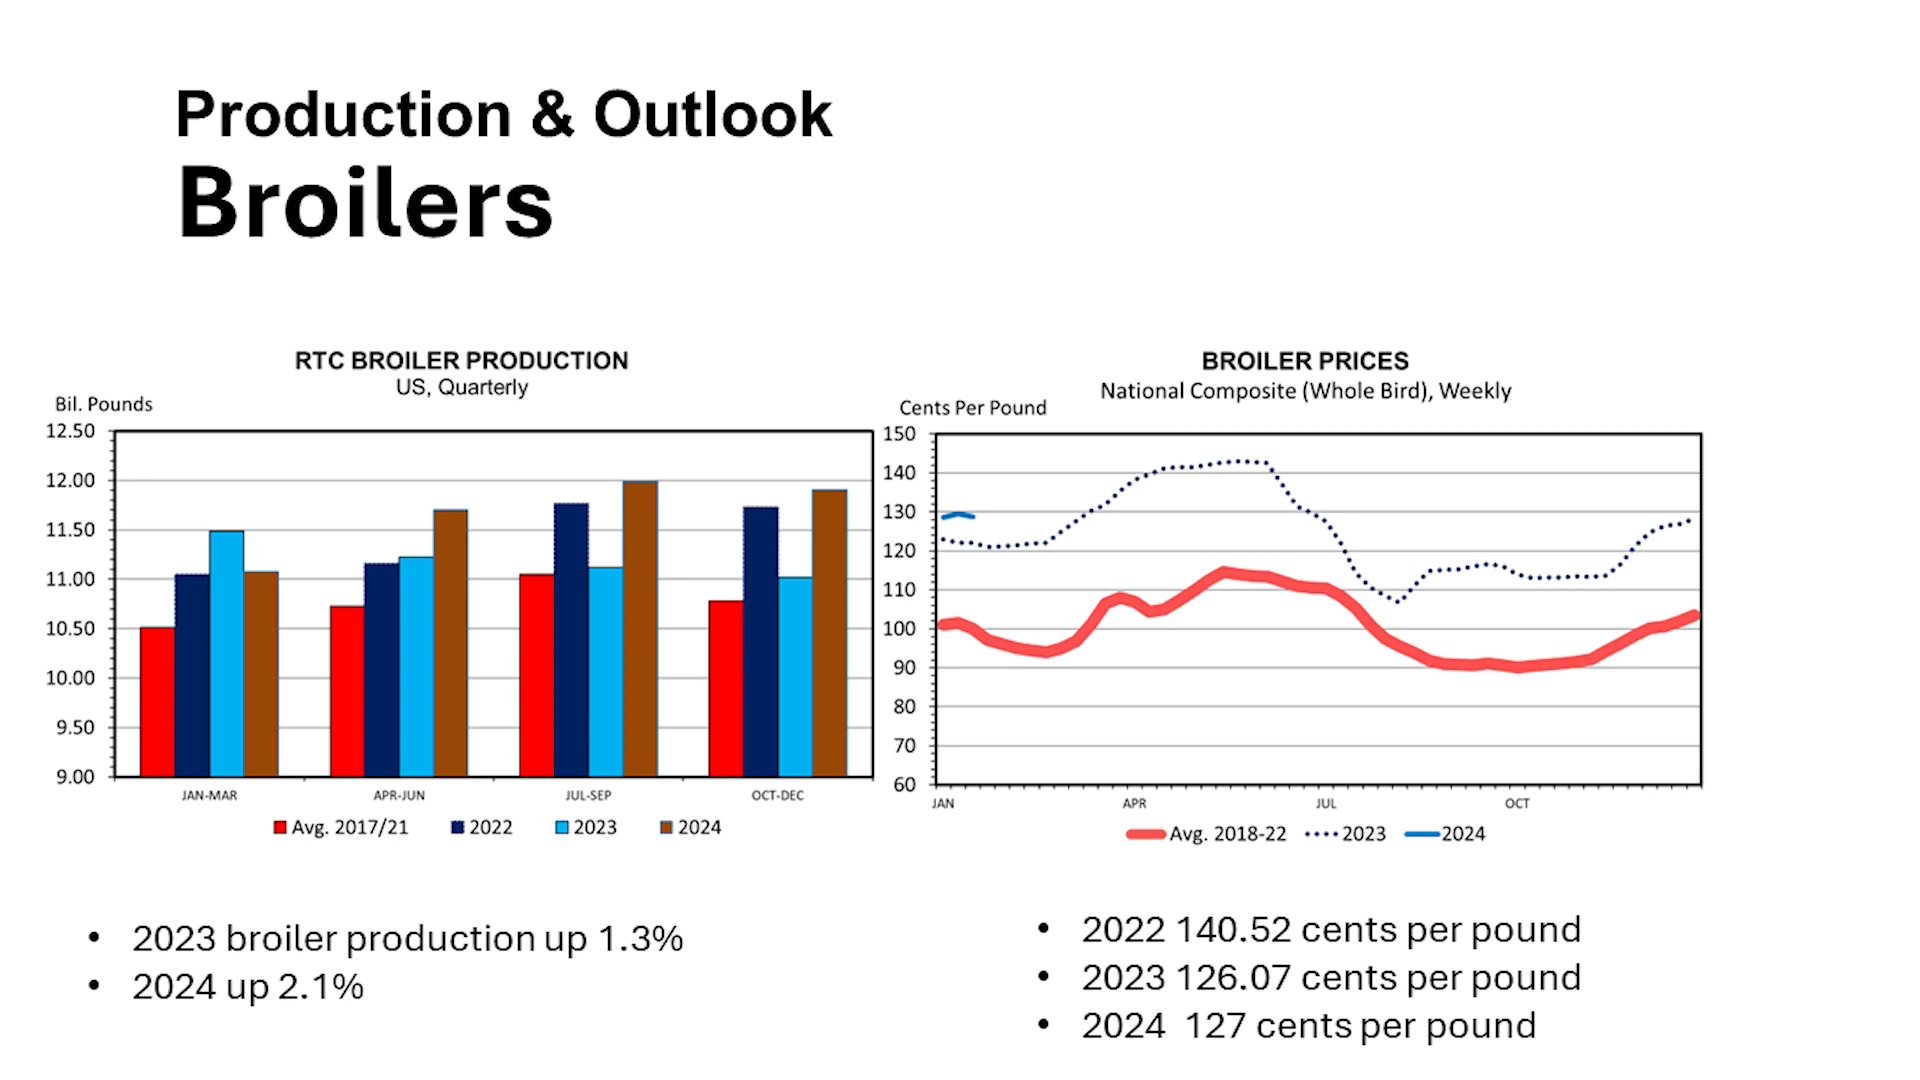 Production & Outlook
Broilers
RTC BROILER PRODUCTION
US, Quarterly
Bil. Pounds
12.50
12.00
11.50
11.00
10.50
10.00
9.50
9.00
JAN-MAR APR-JUN JUL-SEP OCT-DEC
Avg. 2017/21 2022 2023 2024
BROILER PRICES
National Composite (Whole Bird), Weekly
Cents Per Pound
150
140
130
120
110
100
90
80
70
60
JAN APR JUL OCT
Avg. 2018-22 2023 2024
• 2023 broiler production up 1.3%
• 2024 up 2.1%
• 2022 140.52 cents per pound
• 2023 126.07 cents per pound
• 2024 127 cents per pound